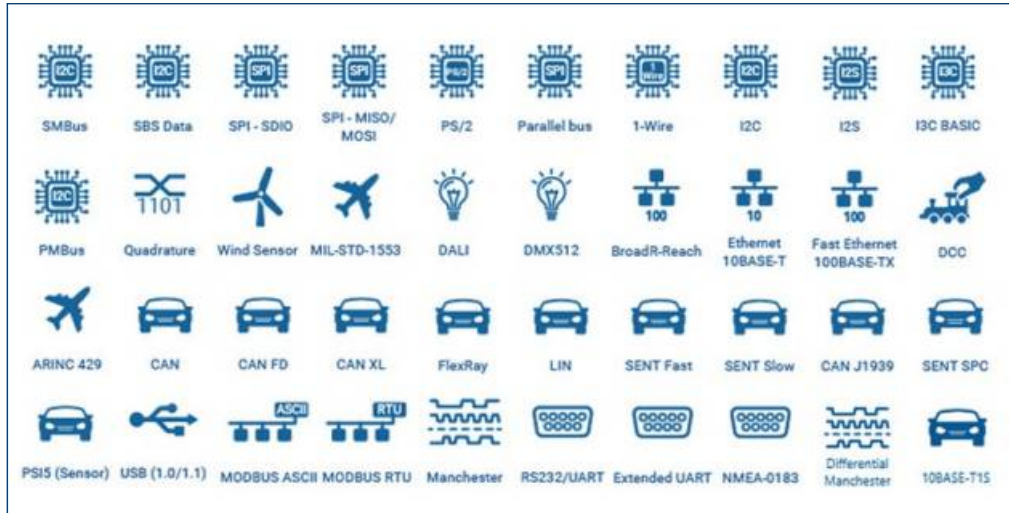 I2C I2C SPI SPI PS/2 SPI 1 Wire I2C I2S I3C
SMBus SBS Data SPI - SDIO SPI - MISO/ MOSI PS/2 Parallel bus 1-Wire I2C I2S I3C BASIC
I2C 1101 100 10 100
PMBus Quadrature Wind Sensor MIL-STD-1553 DALI DMX512 BroadR-Reach Ethernet 10BASE-T Fast Ethernet 100BASE-TX DCC
ARINC 429 CAN CAN FD CAN XL FlexRay LIN SENT Fast SENT Slow CAN J1939 SENT SPC
ASCII RTU
PSI5 (Sensor) USB (1.0/1.1) MODBUS ASCII MODBUS RTU Manchester RS232/UART Extended UART NMEA-0183 Differential Manchester 10BASE-T1S